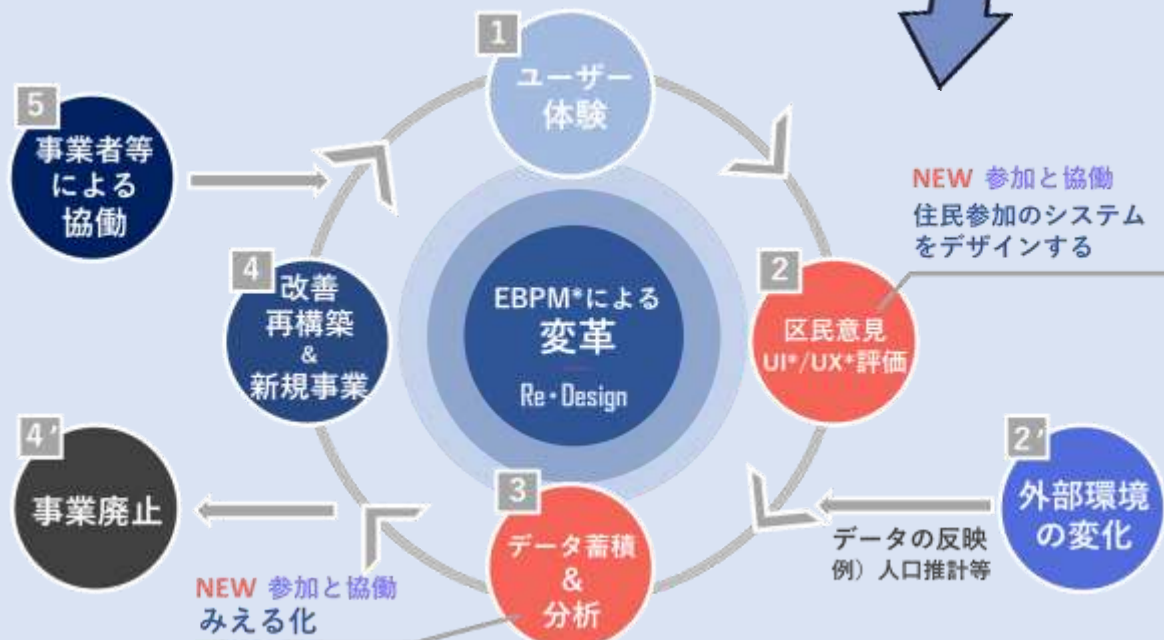 1
ユーザー
体験
5
事業者等
による
協働
NEW 参加と協働
住民参加のシステム
をデザインする
2
区民意見
UI*/UX*評価
4
改善
再構築
&
新規事業
EBPM*による
変革
Re・Design
4'
事業廃止
2'
外部環境
の変化
データの反映
例）人口推計等
3
データ蓄積
&
分析
NEW 参加と協働
みえる化